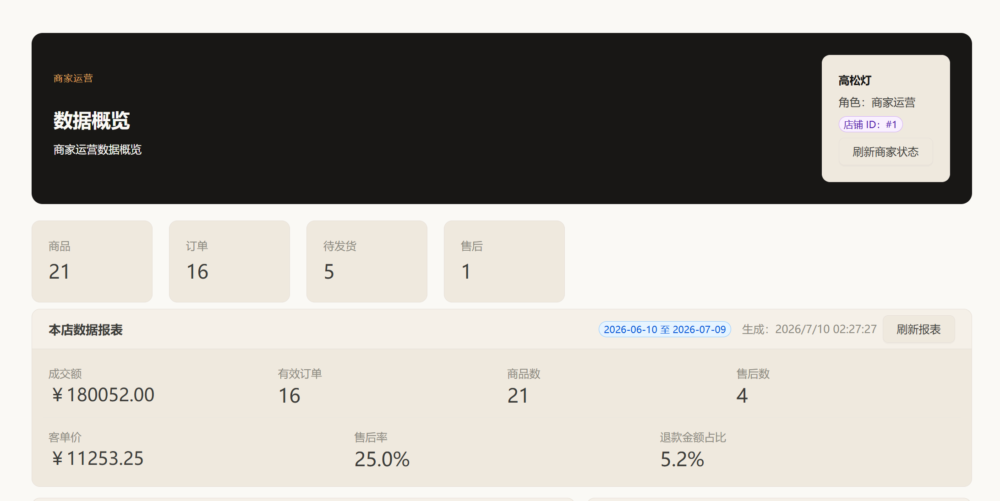 商家运营
数据概览
商家运营数据概览
高松灯
角色：商家运营
店铺 ID：#1
刷新商家状态
商品
21
订单
16
待发货
5
售后
1
本店数据报表
2026-06-10 至 2026-07-09
生成：2026/7/10 02:27:27
刷新报表
成交额
¥180052.00
有效订单
16
商品数
21
售后数
4
客单价
¥11253.25
售后率
25.0%
退款金额占比
5.2%